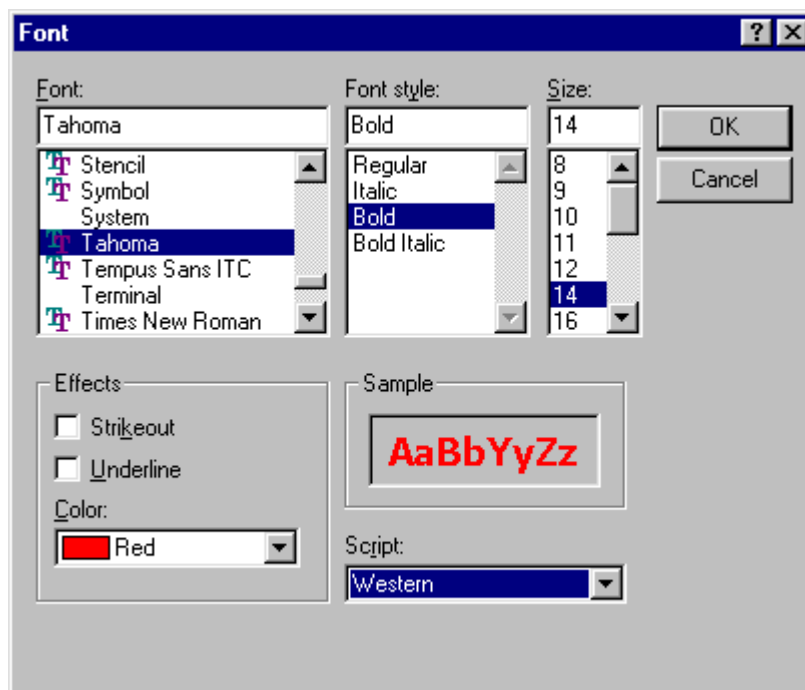 Font
Font:
Tahoma
Stencil
Symbol
System
Tahoma
Tempus Sans ITC
Terminal
Times New Roman
Font style:
Bold
Regular
Italic
Bold
Bold Italic
Size:
14
8
9
10
11
12
14
16
OK
Cancel
Effects
Strikeout
Underline
Color:
Red
Sample
AaBbYyZz
Script:
Western